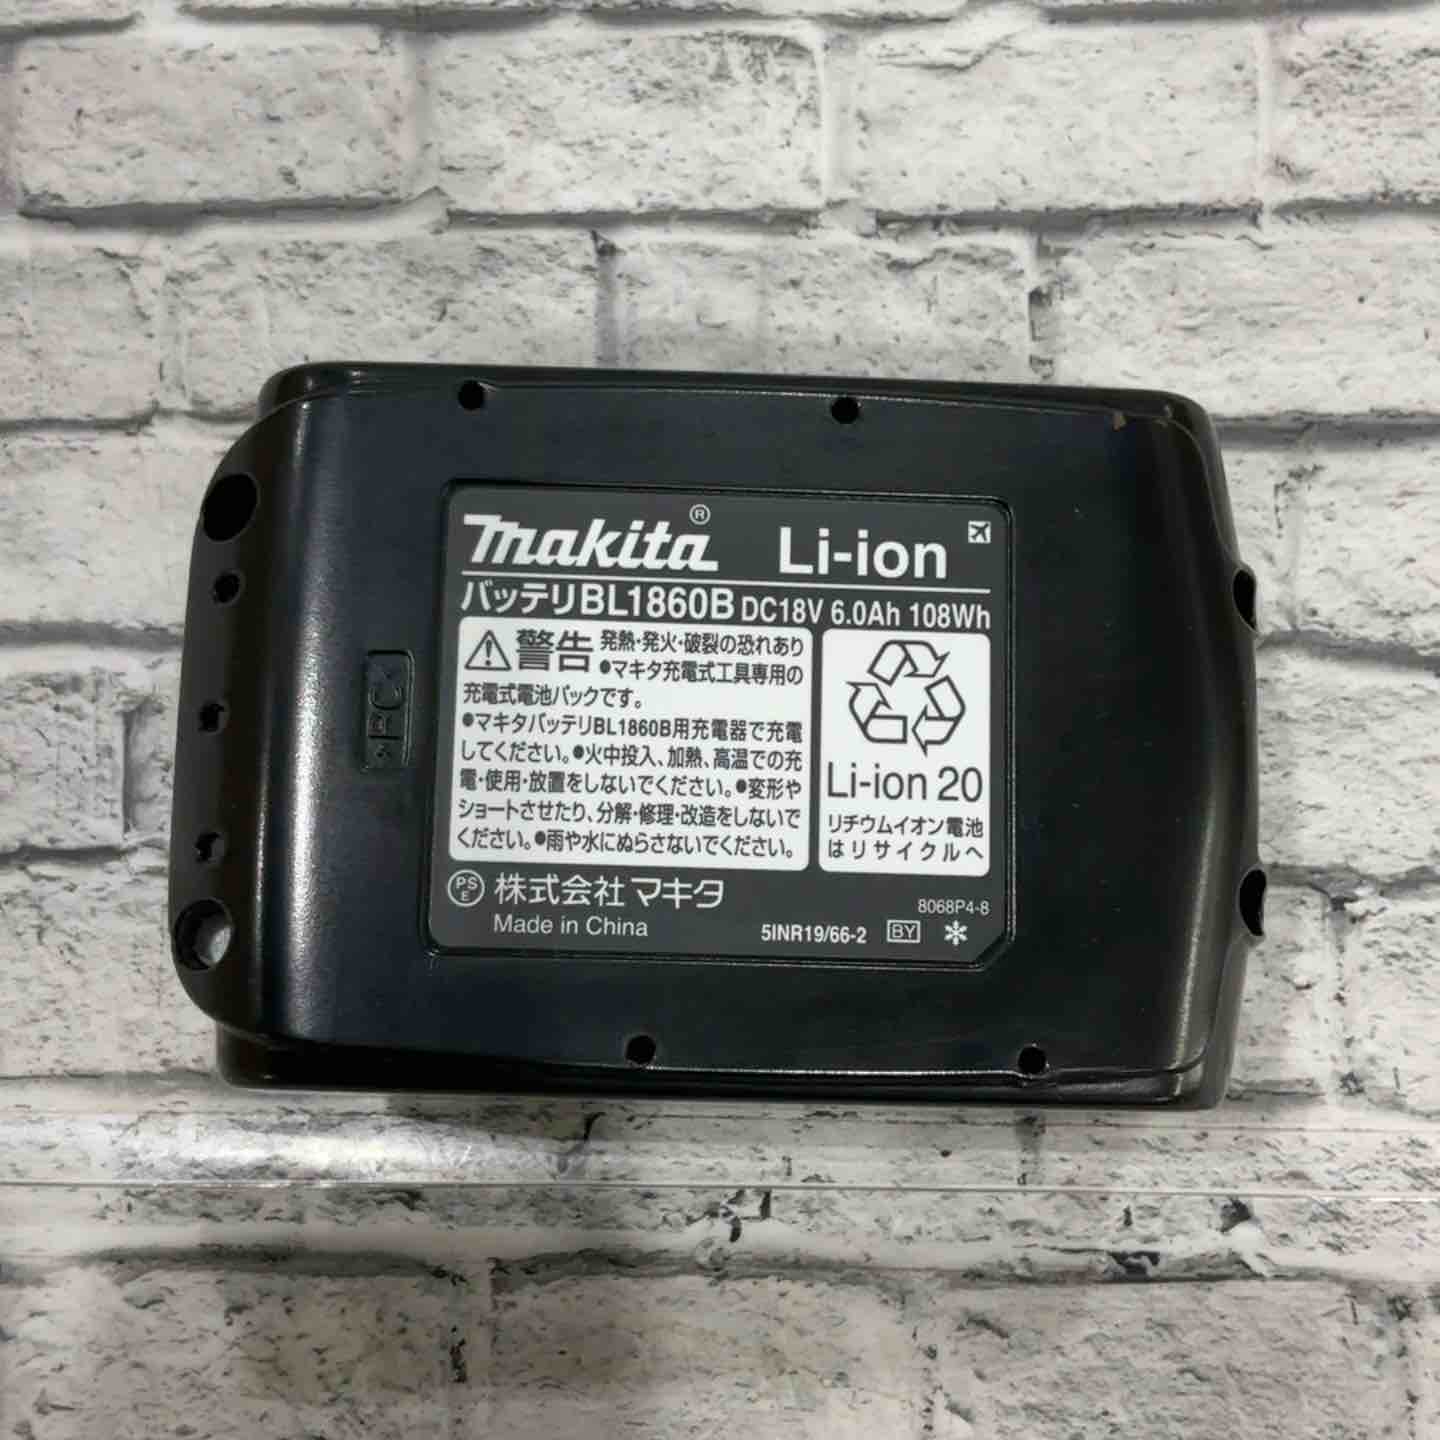 makita® Li-ion
バッテリBL1860B DC18V 6.0Ah 108Wh
警告 発熱・発火・破裂の恐れあり
●マキタ充電式工具専用の
充電式電池パックです。
●マキタバッテリBL1860B用充電器で充電
してください。●火中投入、加熱、高温での充
電・使用・放置をしないでください。●変形や
ショートさせたり、分解・修理・改造をしないで
ください。●雨や水にぬらさないでください。
Li-ion 20
リチウムイオン電池
はリサイクルへ
PSE 株式会社マキタ
Made in China
8068P4-8
5INR19/66-2 BY
>PC<